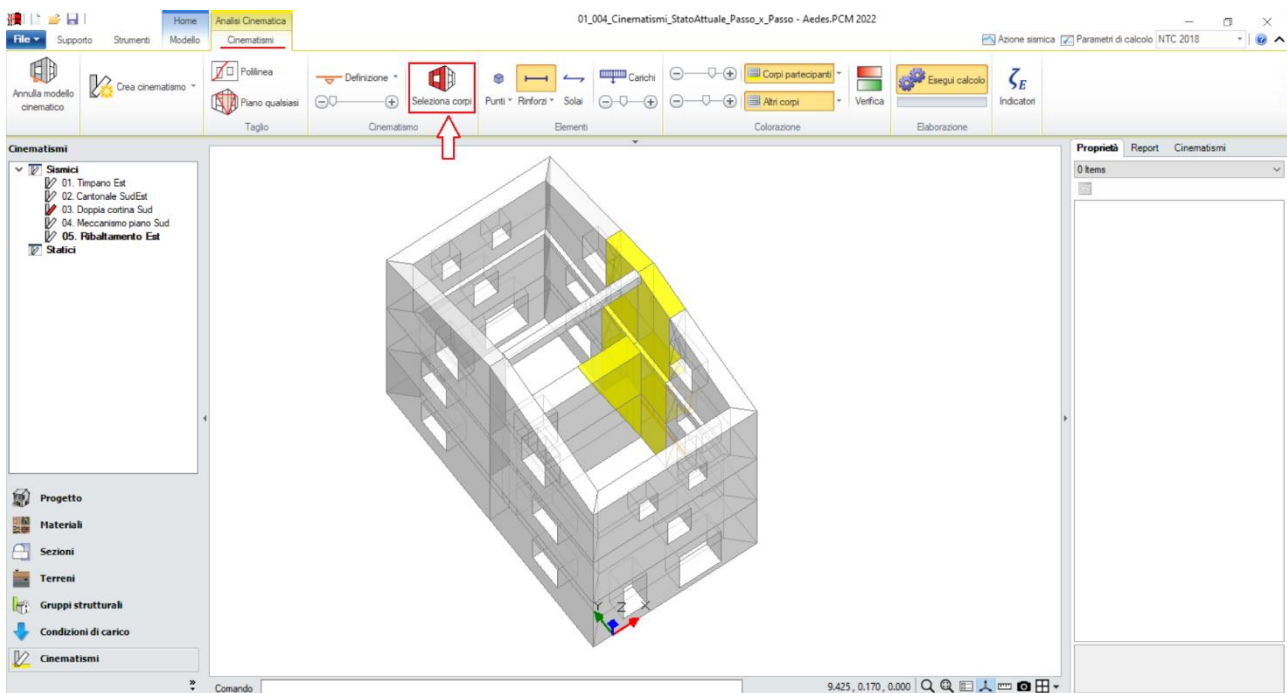 01_004_Cinematismi_StatoAttuale_Passo_x_Passo - Aedes.PCM 2022
Home
Analisi Cinematica
File
Supporto
Strumenti
Modello
Cinematismi
Azione sismica
Parametri di calcolo
NTC 2018
Annulla modello cinematico
Crea cinematismo
Polilinea
Piano qualsiasi
Taglio
Definizione
Seleziona corpi
Cinematismo
Punti
Rinforzi
Solai
Carichi
Elementi
Corpi partecipanti
Altri corpi
Verifica
Colorazione
Esegui calcolo
Elaborazione
ζE
Indicatori
Cinematismi
Sismici
01. Timpano Est
02. Cantonale SudEst
03. Doppia cortina Sud
04. Meccanismo piano Sud
05. Ribaltamento Est
Statici
Progetto
Materiali
Sezioni
Terreni
Gruppi strutturali
Condizioni di carico
Cinematismi
Y Z X
Proprietà
Report
Cinematismi
0 Items
Comando
9.425 , 0.170 , 0.000